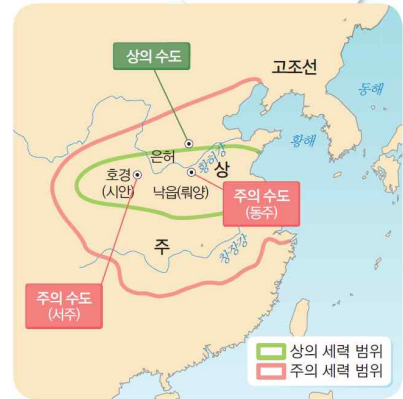 상의 수도
고조선
동해
황해
은허
황허강
상
호경
(시안)
낙읍(뤄양)
주의 수도
(동주)
주
창장강
주의 수도
(서주)
상의 세력 범위
주의 세력 범위